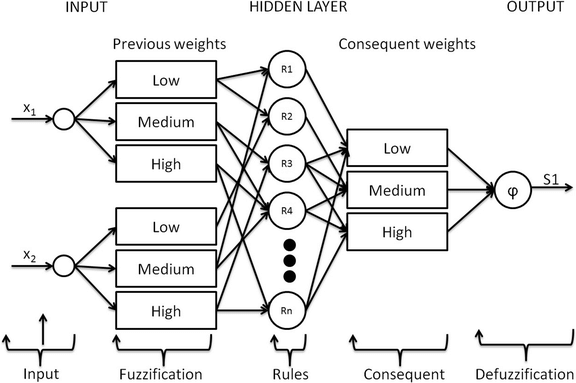 INPUT HIDDEN LAYER OUTPUT
Previous weights Consequent weights
x1
Low
Medium
High
x2
Low
Medium
High
R1
R2
R3
R4
Rn
Low
Medium
High
φ
S1
Input Fuzzification Rules Consequent Defuzzification